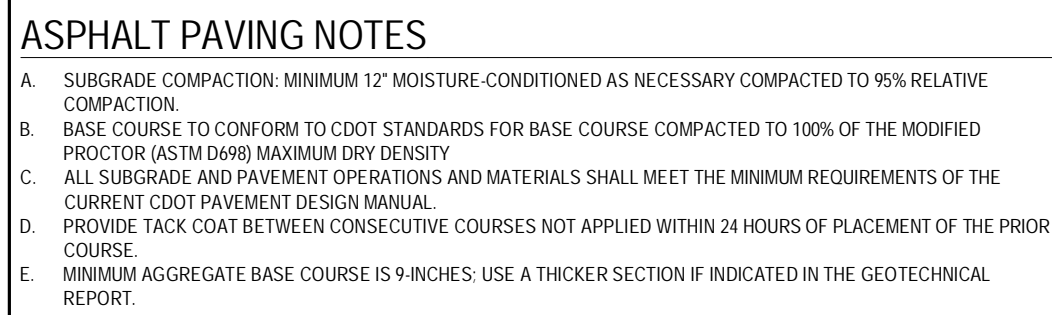 ASPHALT PAVING NOTES
A. SUBGRADE COMPACTION: MINIMUM 12" MOISTURE-CONDITIONED AS NECESSARY COMPACTED TO 95% RELATIVE
COMPACTION.
B. BASE COURSE TO CONFORM TO CDOT STANDARDS FOR BASE COURSE COMPACTED TO 100% OF THE MODIFIED
PROCTOR (ASTM D698) MAXIMUM DRY DENSITY
C. ALL SUBGRADE AND PAVEMENT OPERATIONS AND MATERIALS SHALL MEET THE MINIMUM REQUIREMENTS OF THE
CURRENT CDOT PAVEMENT DESIGN MANUAL.
D. PROVIDE TACK COAT BETWEEN CONSECUTIVE COURSES NOT APPLIED WITHIN 24 HOURS OF PLACEMENT OF THE PRIOR
COURSE.
E. MINIMUM AGGREGATE BASE COURSE IS 9-INCHES; USE A THICKER SECTION IF INDICATED IN THE GEOTECHNICAL
REPORT.